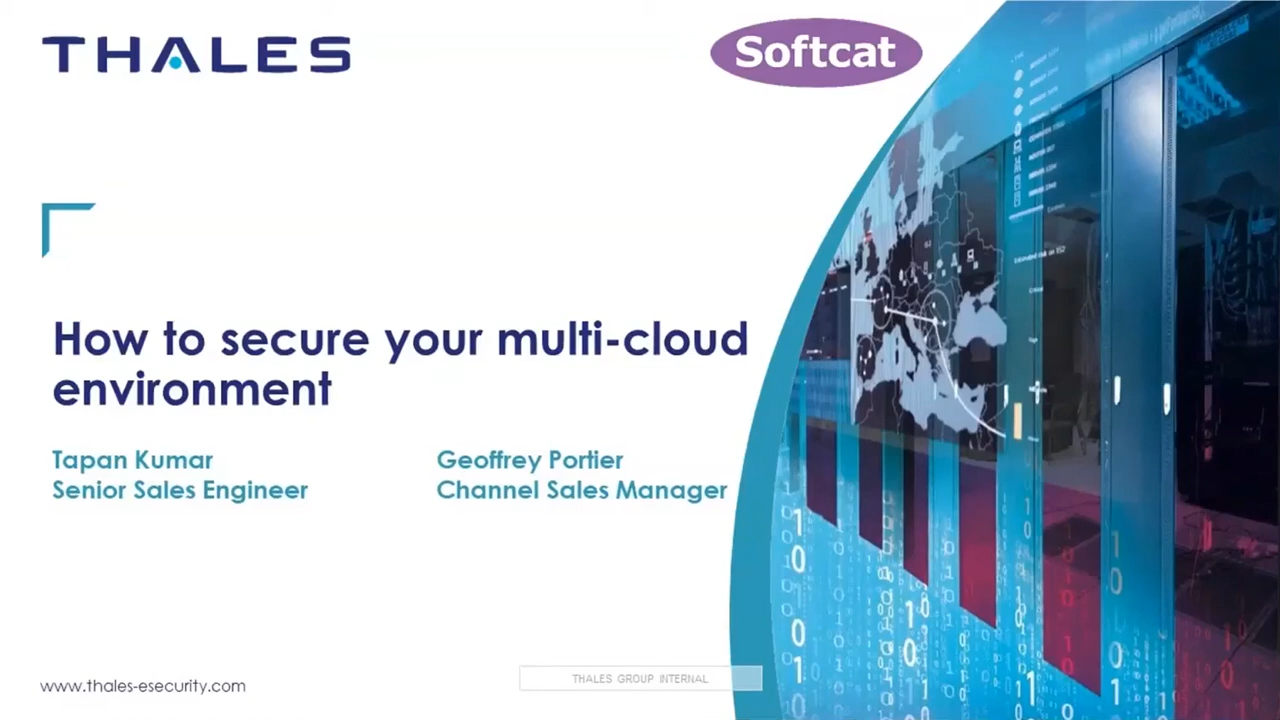 THALES
Softcat
How to secure your multi-cloud
environment
Tapan Kumar
Senior Sales Engineer
Geoffrey Portier
Channel Sales Manager
www.thales-esecurity.com
THALES GROUP INTERNAL